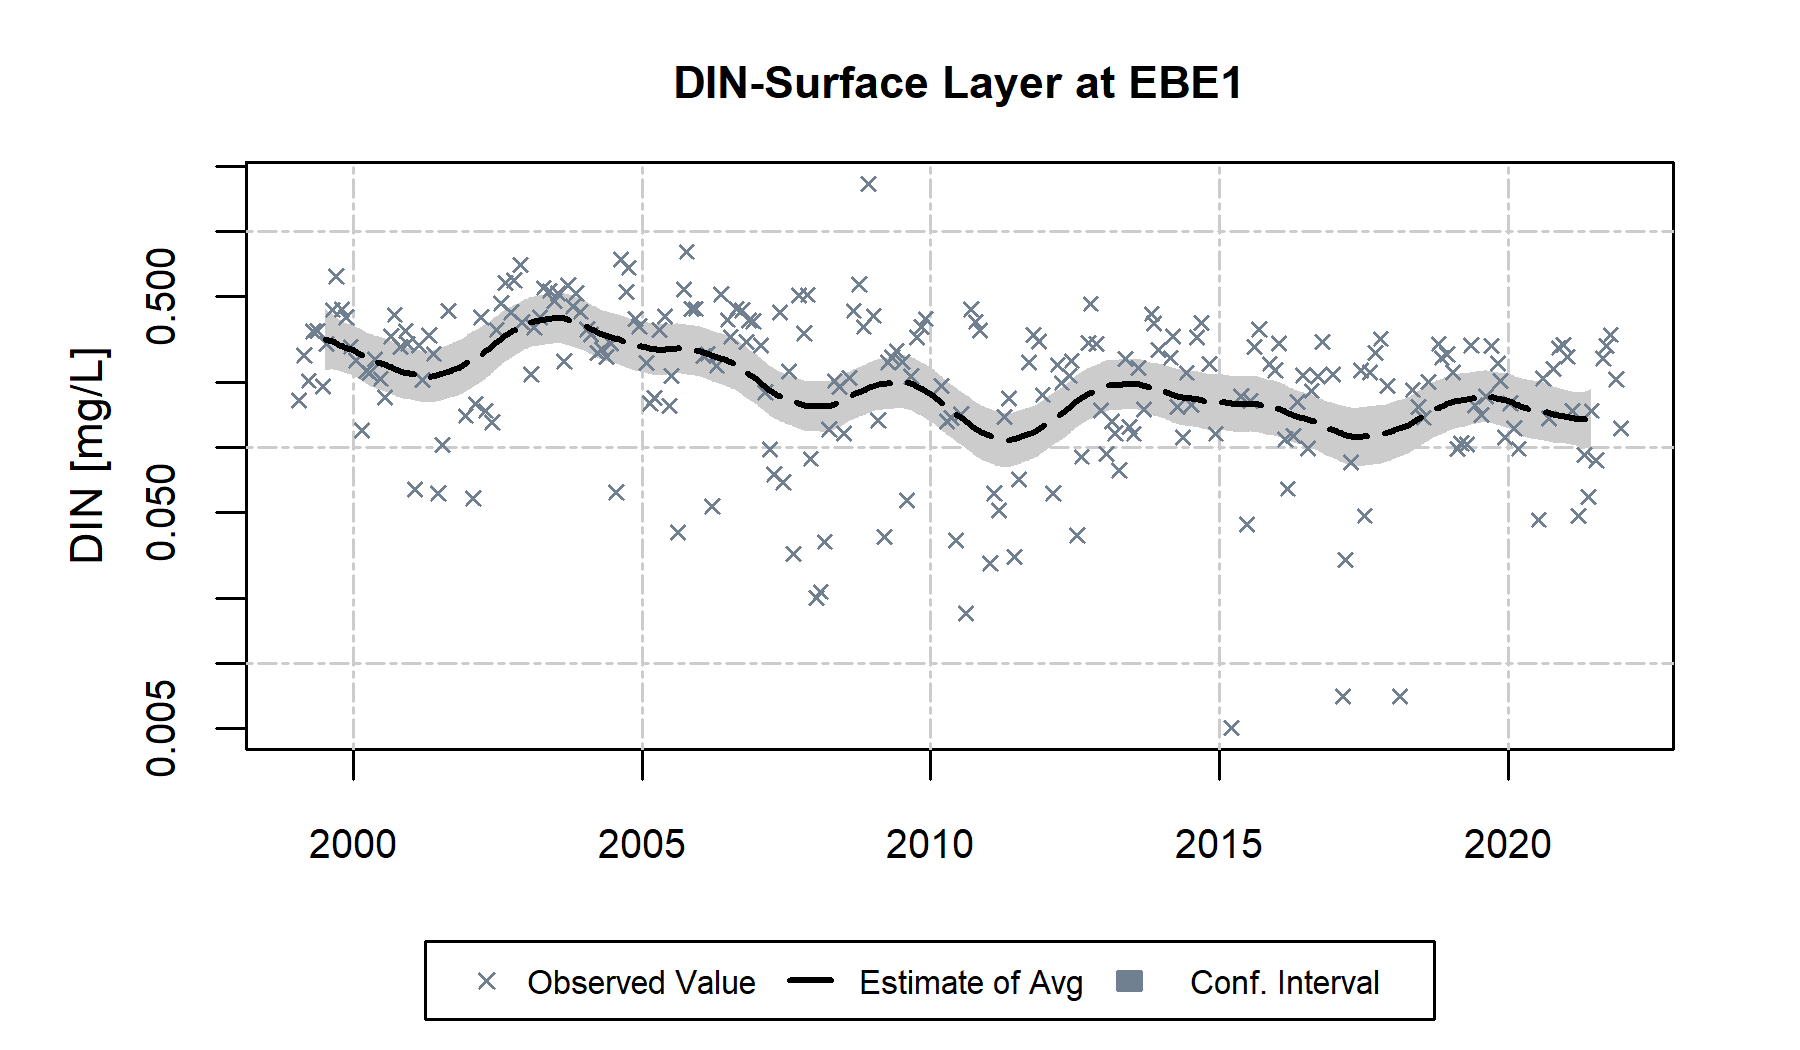 DIN-Surface Layer at EBE1
DIN [mg/L]
0.500
0.050
0.005
2000 2005 2010 2015 2020
Observed Value Estimate of Avg Conf. Interval